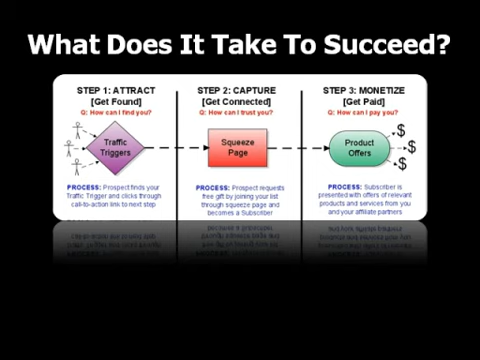 What Does It Take To Succeed?
STEP 1: ATTRACT
[Get Found]
Q: How can I find you?
Traffic
Triggers
PROCESS: Prospect finds your
Traffic Trigger and clicks through
call-to-action link to next step
STEP 2: CAPTURE
[Get Connected]
Q: How can I trust you?
Squeeze
Page
PROCESS: Prospect requests
free gift by joining your list
through squeeze page and
becomes a Subscriber
STEP 3: MONETIZE
[Get Paid]
Q: How can I pay you?
Product
Offers
$
$
$
PROCESS: Subscriber is
presented with offers of relevant
products and services from you
and your affiliate partners